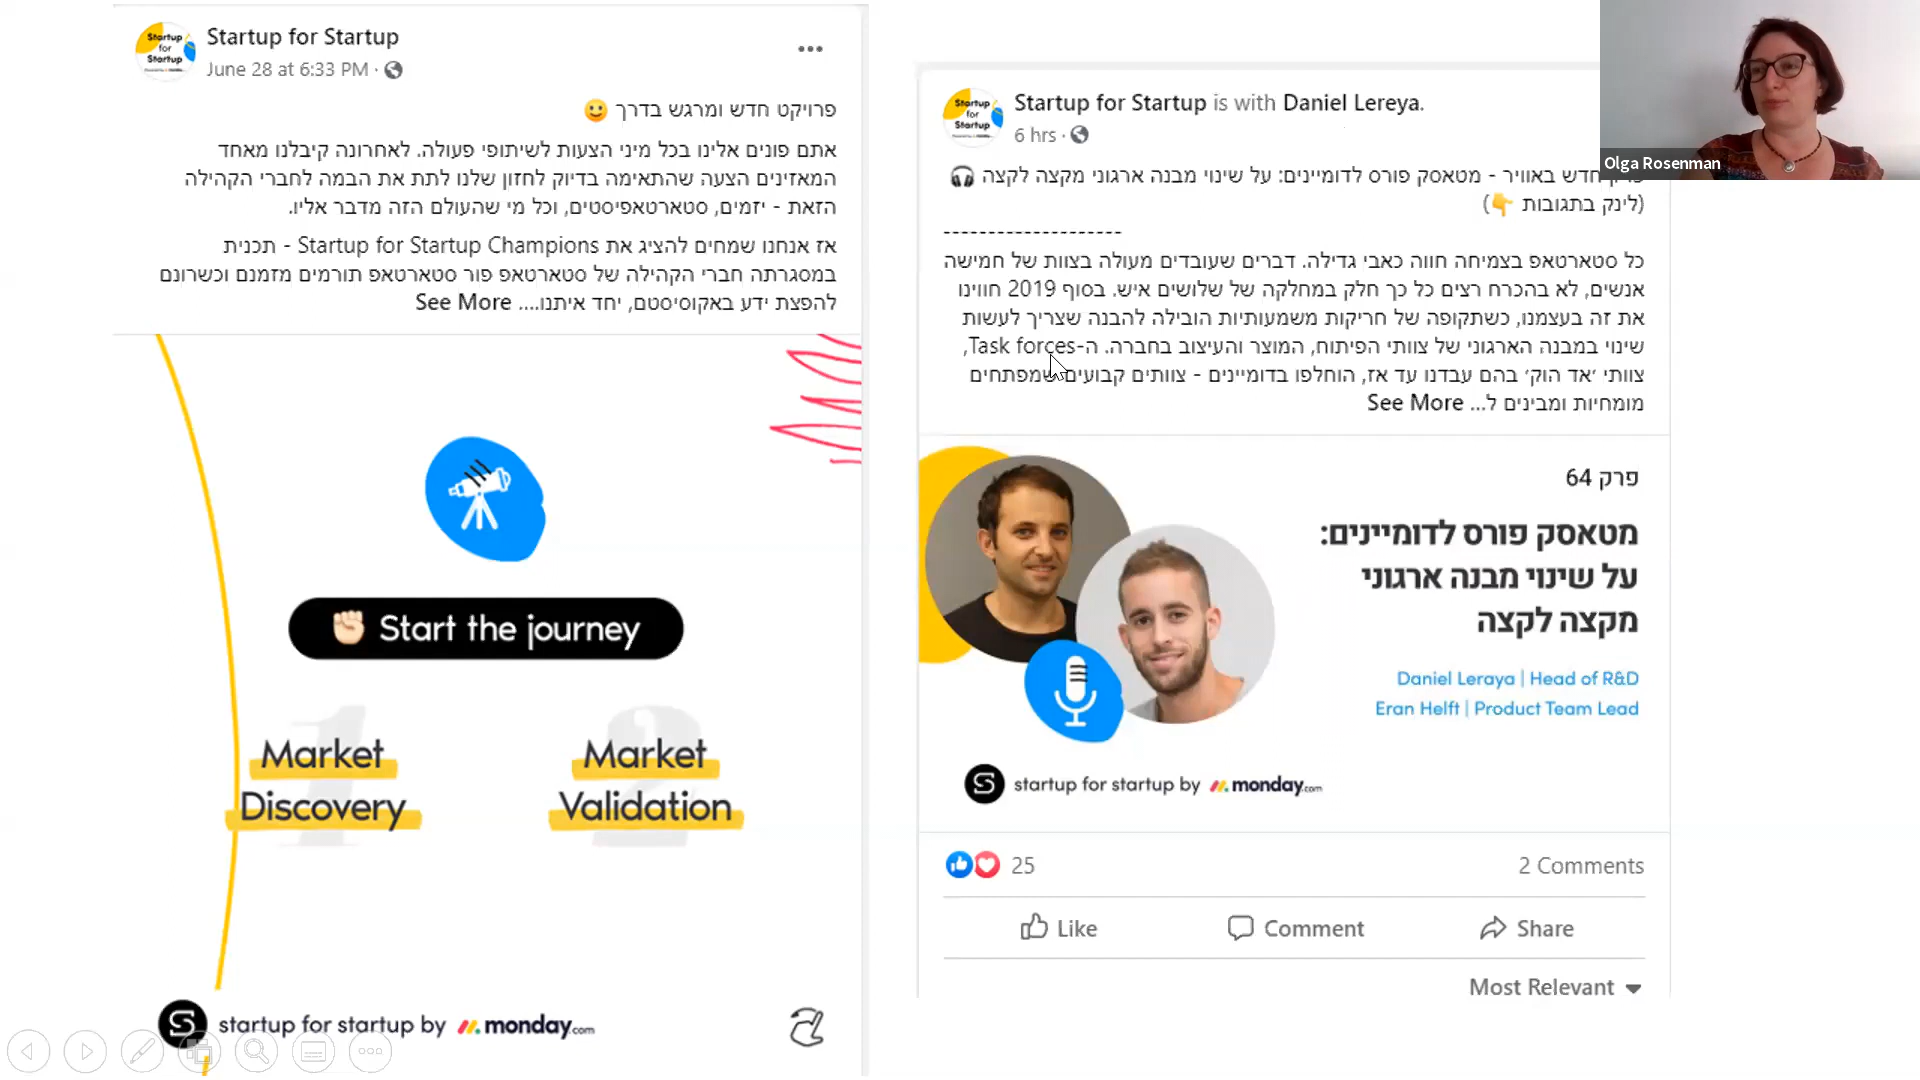 Startup for Startup
June 28 at 6:33 PM ·
פרויקט חדש ומרגש בדרך
אתם פונים אלינו בכל מיני הצעות לשיתופי פעולה. לאחרונה קיבלנו מאחד
המאזינים הצעה שהתאימה בדיוק לחזון שלנו לתת את הבמה לחברי הקהילה
הזאת - יזמים, סטארטאפיסטים, וכל מי שהעולם הזה מדבר אליו.
אז אנחנו שמחים להציג את Startup for Startup Champions - תכנית
במסגרתה חברי הקהילה של סטארטאפ פור סטארטאפ תורמים מזמנם וכשרונם
להפצת ידע באקוסיסטם, יחד איתנו.... See More
Start the journey
1
Market
Discovery
2
Market
Validation
startup for startup by monday.com
Startup for Startup is with Daniel Lereya.
6 hrs ·
חדש באוויר - מטאסק פורס לדומיינים: על שינוי מבנה ארגוני מקצה לקצה
(לינק בתגובות)
--------------------
כל סטארטאפ בצמיחה חווה כאבי גדילה. דברים שעובדים מעולה בצוות של חמישה
אנשים, לא בהכרח רצים כל כך חלק במחלקה של שלושים איש. בסוף 2019 חווינו
את זה בעצמנו, כשתקופה של חריקות משמעותיות הובילה להבנה שצריך לעשות
שינוי במבנה הארגוני של צוותי הפיתוח, המוצר והעיצוב בחברה. ה-Task forces,
צוותי ׳אד הוק׳ בהם עבדנו עד אז, הוחלפו בדומיינים - צוותים קבועים שמפתחים
מומחיות ומבינים ל... See More
פרק 64
מטאסק פורס לדומיינים:
על שינוי מבנה ארגוני
מקצה לקצה
Daniel Leraya | Head of R&D
Eran Helft | Product Team Lead
startup for startup by monday.com
25
2 Comments
Like
Comment
Share
Most Relevant
Olga Rosenman